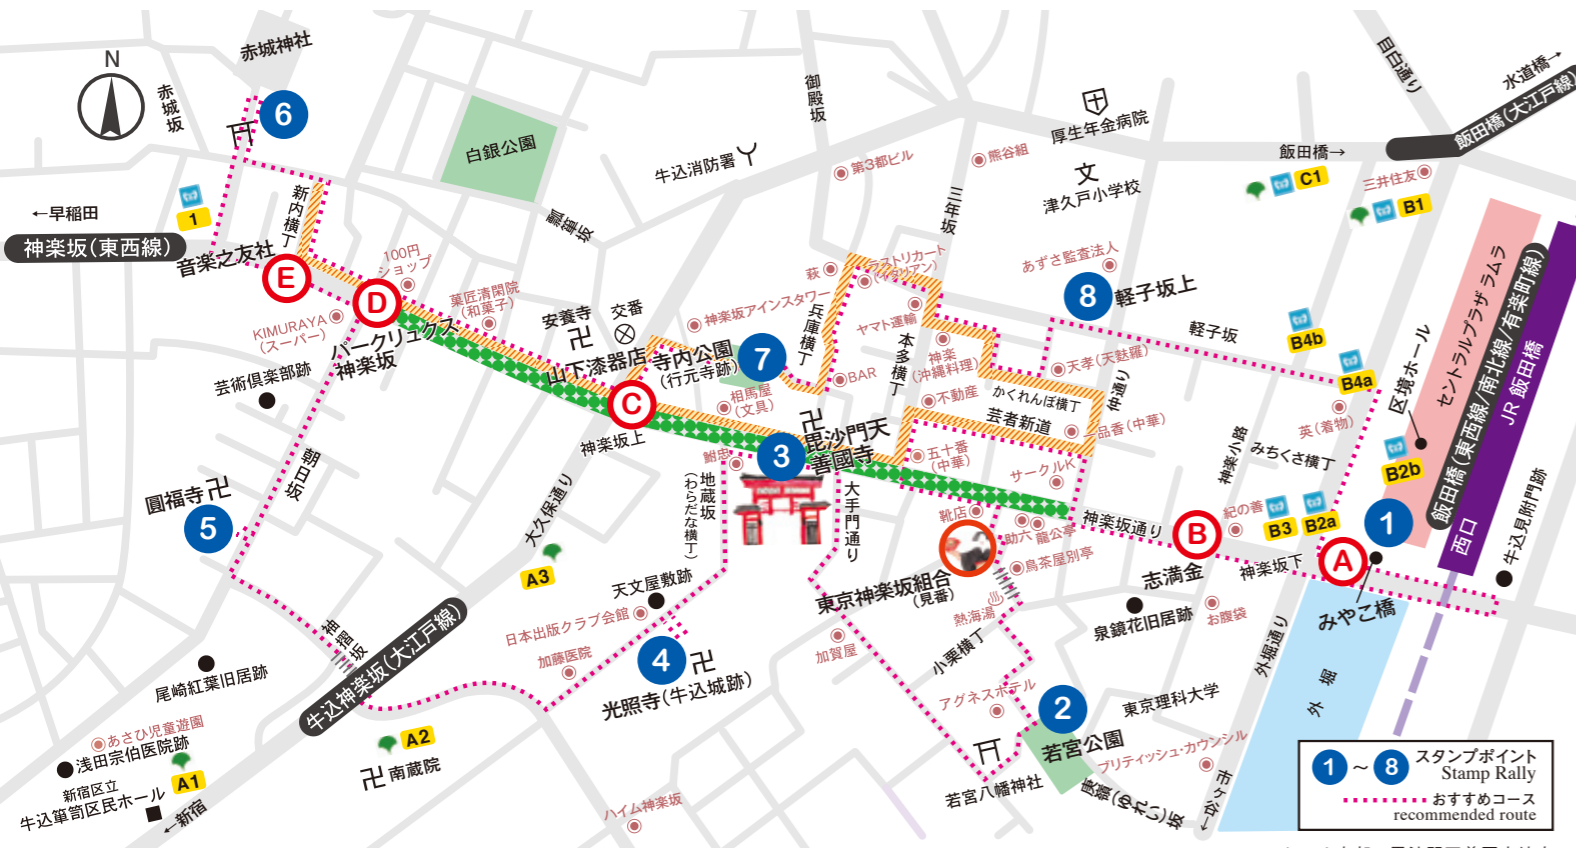 N
赤城神社
赤城坂
6
1
←早稲田
神楽坂(東西線)
音楽之友社
新内横丁
E
D
100円
ショップ
KIMURAYA
(スーパー)
パークリュクス
神楽坂
菓匠清閑院
(和菓子)
白銀公園
瓢箪坂
牛込消防署
御殿坂
第3都ビル
熊谷組
三年坂
厚生年金病院
文
津久戸小学校
飯田橋→
目白通り
水道橋→
飯田橋(大江戸線)
C1
三井住友
B1
安養寺
交番
神楽坂アインスタワー
山下漆器店
寺内公園
(行元寺跡)
7
兵庫横丁
萩
ラストリカート
(イタリアン)
ヤマト運輸
本多横丁
神楽
(沖縄料理)
BAR
不動産
相馬屋
(文具)
あずさ監査法人
8
軽子坂上
軽子坂
B4b
B4a
天孝(天麩羅)
かくれんぼ横丁
芸者新道
仲通り
一品香(中華)
神楽小路
みちくさ横丁
英(着物)
区境ホール
セントラルプラザ ラムラ
飯田橋(東西線/南北線/有楽町線)
JR 飯田橋
西口
牛込見附門跡
B2b
芸術倶楽部跡
C
神楽坂上
鮒忠
3
毘沙門天
善國寺
五十番
(中華)
サークルK
靴店
助六
龍公亭
鳥茶屋別亭
神楽坂通り
B
紀の善
B3
B2a
1
A
神楽坂下
みやこ橋
志満金
朝日坂
圓福寺
5
大久保通り
A3
地蔵坂
(わらだな横丁)
大手門通り
天文屋敷跡
日本出版クラブ会館
加藤医院
4
光照寺(牛込城跡)
東京神楽坂組合
(見番)
熱海湯
加賀屋
小栗横丁
泉鏡花旧居跡
お腹袋
外堀通り
外堀
袖摺坂
尾崎紅葉旧居跡
牛込神楽坂(大江戸線)
あさひ児童遊園
浅田宗伯医院跡
新宿区立
牛込箪笥区民ホール
A1
←新宿
A2
南蔵院
ハイム神楽坂
アグネスホテル
2
若宮公園
若宮八幡神社
東京理科大学
ブリティッシュ・カウンシル
(ゆれい)坂
市ケ谷→
1 ～ 8 スタンプポイント
Stamp Rally
おすすめコース
recommended route